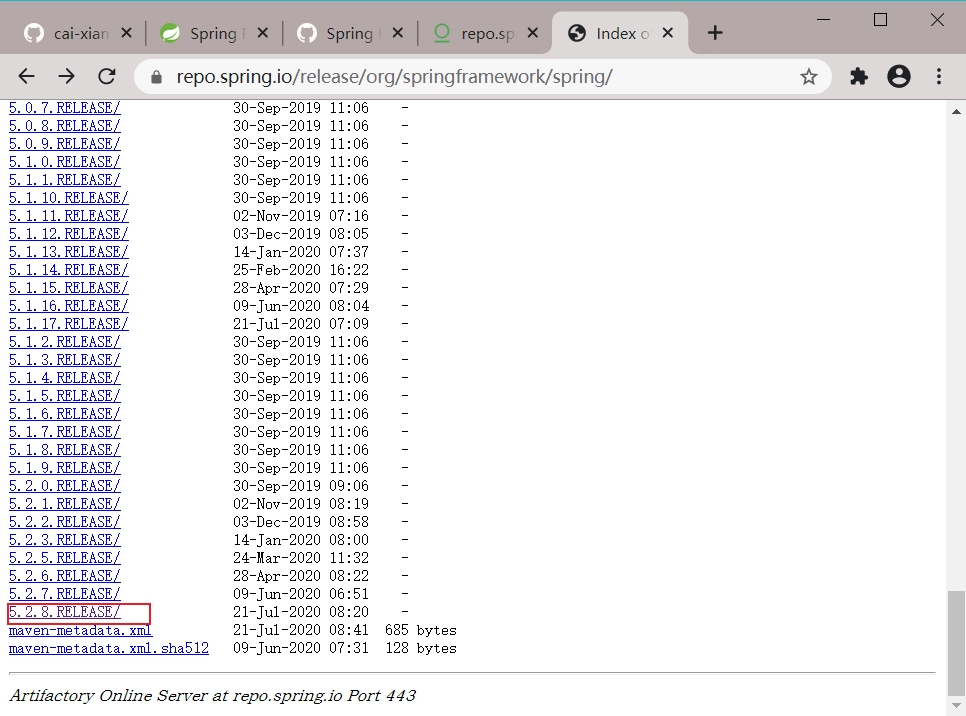 cai-xian
Spring F
Spring F
repo.sp
Index o
repo.spring.io/release/org/springframework/spring/
5.0.7.RELEASE/ 30-Sep-2019 11:06 -
5.0.8.RELEASE/ 30-Sep-2019 11:06 -
5.0.9.RELEASE/ 30-Sep-2019 11:06 -
5.1.0.RELEASE/ 30-Sep-2019 11:06 -
5.1.1.RELEASE/ 30-Sep-2019 11:06 -
5.1.10.RELEASE/ 30-Sep-2019 11:06 -
5.1.11.RELEASE/ 02-Nov-2019 07:16 -
5.1.12.RELEASE/ 03-Dec-2019 08:05 -
5.1.13.RELEASE/ 14-Jan-2020 07:37 -
5.1.14.RELEASE/ 25-Feb-2020 16:22 -
5.1.15.RELEASE/ 28-Apr-2020 07:29 -
5.1.16.RELEASE/ 09-Jun-2020 08:04 -
5.1.17.RELEASE/ 21-Jul-2020 07:09 -
5.1.2.RELEASE/ 30-Sep-2019 11:06 -
5.1.3.RELEASE/ 30-Sep-2019 11:06 -
5.1.4.RELEASE/ 30-Sep-2019 11:06 -
5.1.5.RELEASE/ 30-Sep-2019 11:06 -
5.1.6.RELEASE/ 30-Sep-2019 11:06 -
5.1.7.RELEASE/ 30-Sep-2019 11:06 -
5.1.8.RELEASE/ 30-Sep-2019 11:06 -
5.1.9.RELEASE/ 30-Sep-2019 11:06 -
5.2.0.RELEASE/ 30-Sep-2019 09:06 -
5.2.1.RELEASE/ 02-Nov-2019 08:19 -
5.2.2.RELEASE/ 03-Dec-2019 08:58 -
5.2.3.RELEASE/ 14-Jan-2020 08:00 -
5.2.5.RELEASE/ 24-Mar-2020 11:32 -
5.2.6.RELEASE/ 28-Apr-2020 08:22 -
5.2.7.RELEASE/ 09-Jun-2020 06:51 -
5.2.8.RELEASE/ 21-Jul-2020 08:20 -
maven-metadata.xml 21-Jul-2020 08:41 685 bytes
maven-metadata.xml.sha512 09-Jun-2020 07:31 128 bytes
Artifactory Online Server at repo.spring.io Port 443